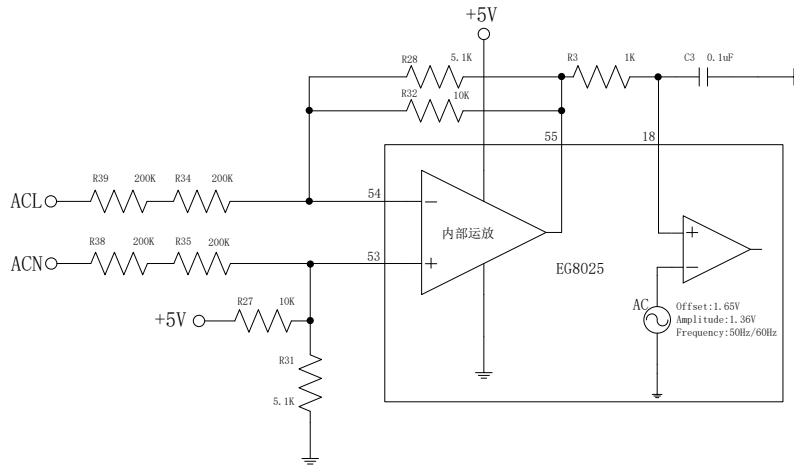 +5V
R28 5.1K
R32 10K
R3 1K
C3 0.1uF
55
18
R39 200K R34 200K
ACL
54
R38 200K R35 200K
ACN
53
−
+
内部运放
EG8025
+
−
+5V
R27 10K
R31
5.1K
AC
Offset:1.65V
Amplitude:1.36V
Frequency:50Hz/60Hz